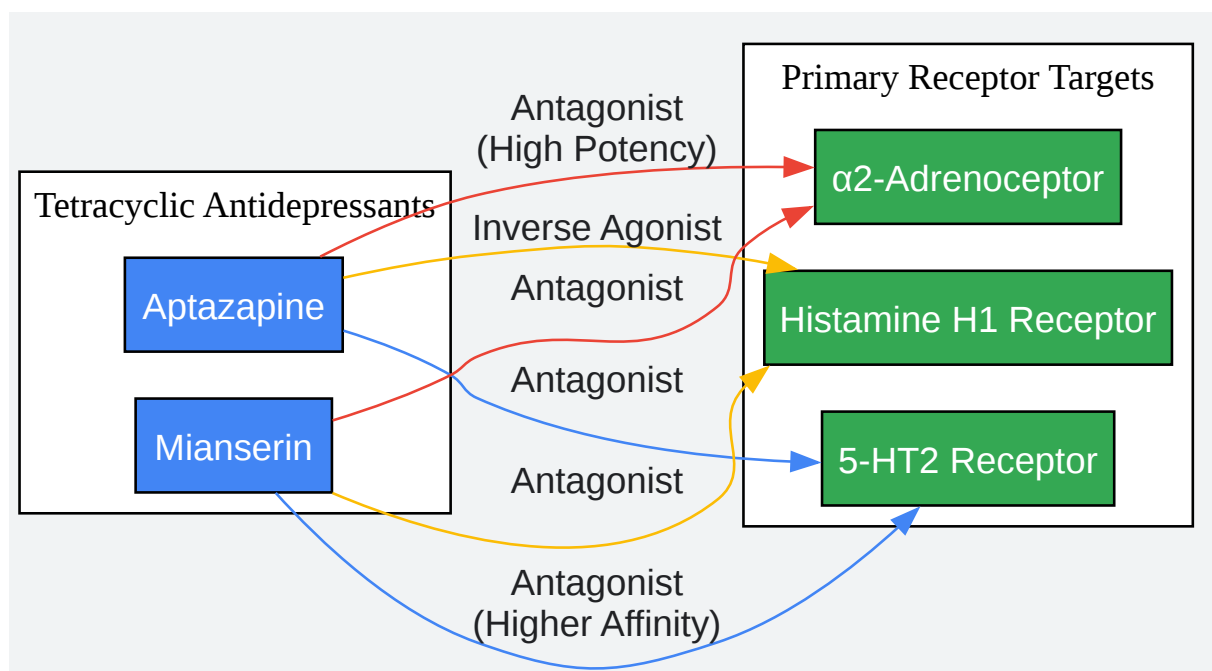 Tetracyclic Antidepressants
Aptazapine
Mianserin
Antagonist
(High Potency)
Inverse Agonist
Antagonist
Antagonist
Antagonist
Antagonist
(Higher Affinity)
Primary Receptor Targets
α2-Adrenoceptor
Histamine H1 Receptor
5-HT2 Receptor